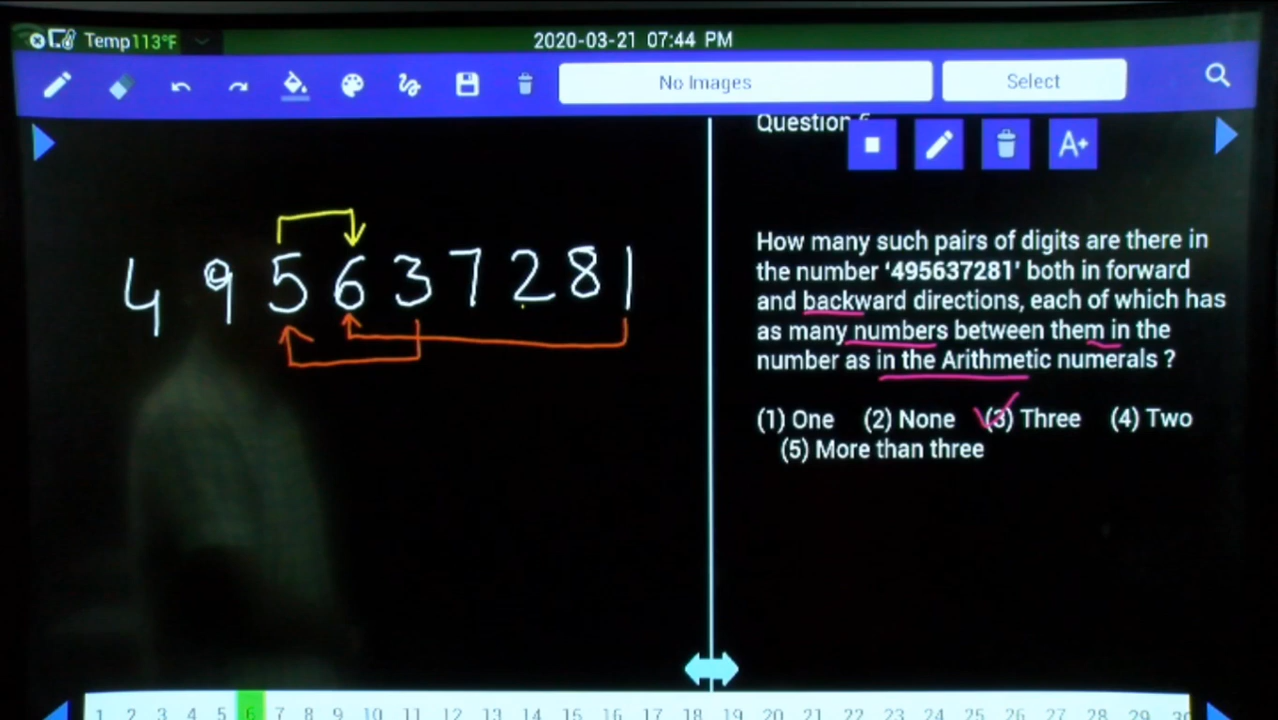 Temp113°F
2020-03-21 07:44 PM
No Images
Select
Question
A+
4 9 5 6 3 7 2 8 1
How many such pairs of digits are there in
the number ‘495637281’ both in forward
and backward directions, each of which has
as many numbers between them in the
number as in the Arithmetic numerals ?
(1) One (2) None (3) Three (4) Two
(5) More than three
1 2 3 4 5 6 7 8 9 10 11 12 13 14 15 16 17 18 19 20 21 22 23 24 25 26 27 28 29